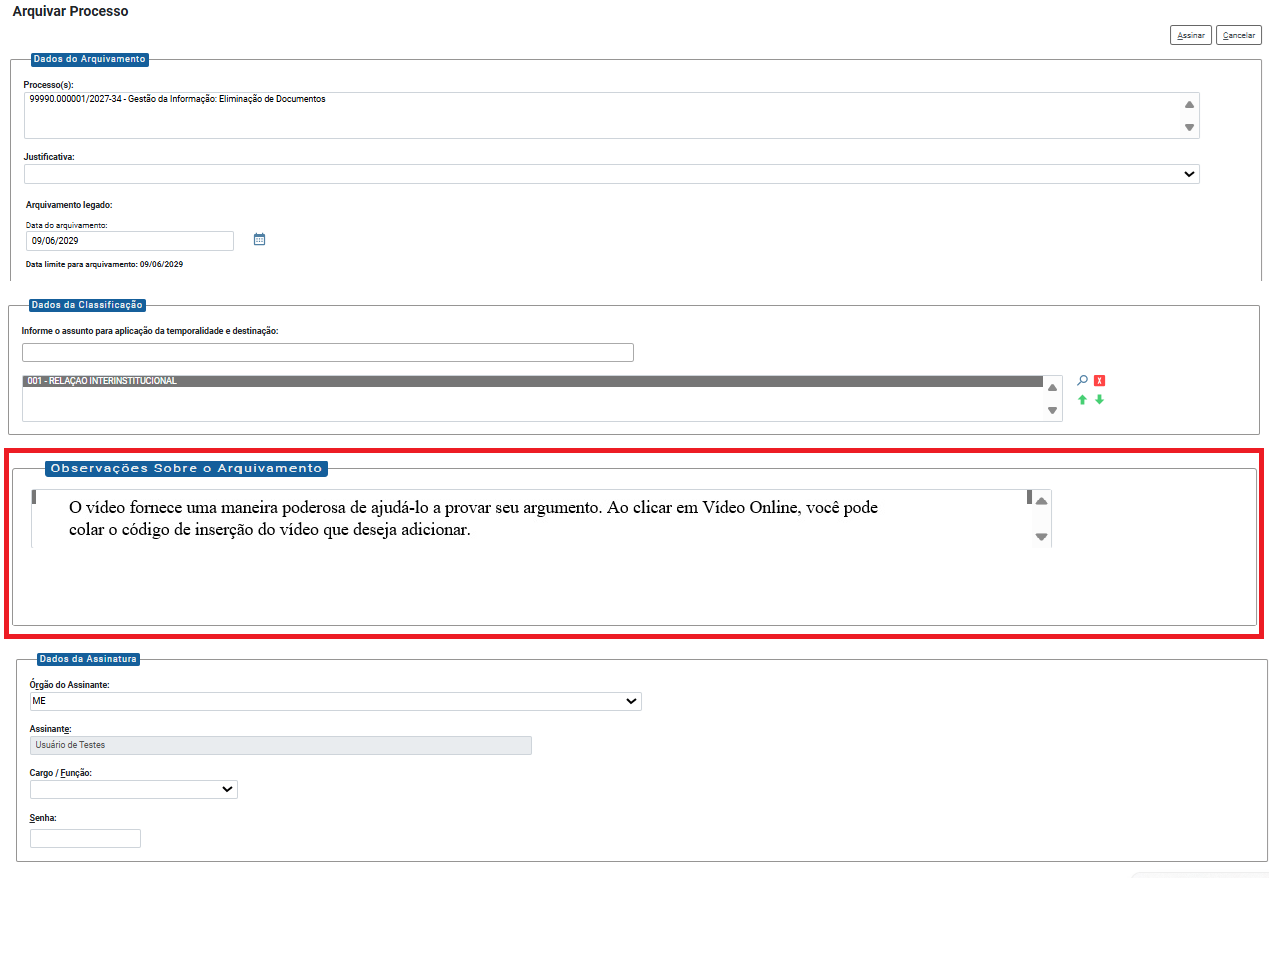 Arquivar Processo
Assinar Cancelar
Dados do Arquivamento
Processo(s):
99990.000001/2027-34 - Gestão da Informação: Eliminação de Documentos
Justificativa:
Arquivamento legado:
Data do arquivamento:
09/06/2029
Data limite para arquivamento: 09/06/2029
Dados da Classificação
Informe o assunto para aplicação da temporalidade e destinação:
001 - RELAÇÃO INTERINSTITUCIONAL
X
Observações Sobre o Arquivamento
O vídeo fornece uma maneira poderosa de ajudá-lo a provar seu argumento. Ao clicar em Vídeo Online, você pode
colar o código de inserção do vídeo que deseja adicionar.
Dados da Assinatura
Órgão do Assinante:
ME
Assinante:
Usuário de Testes
Cargo / Função:
Senha: